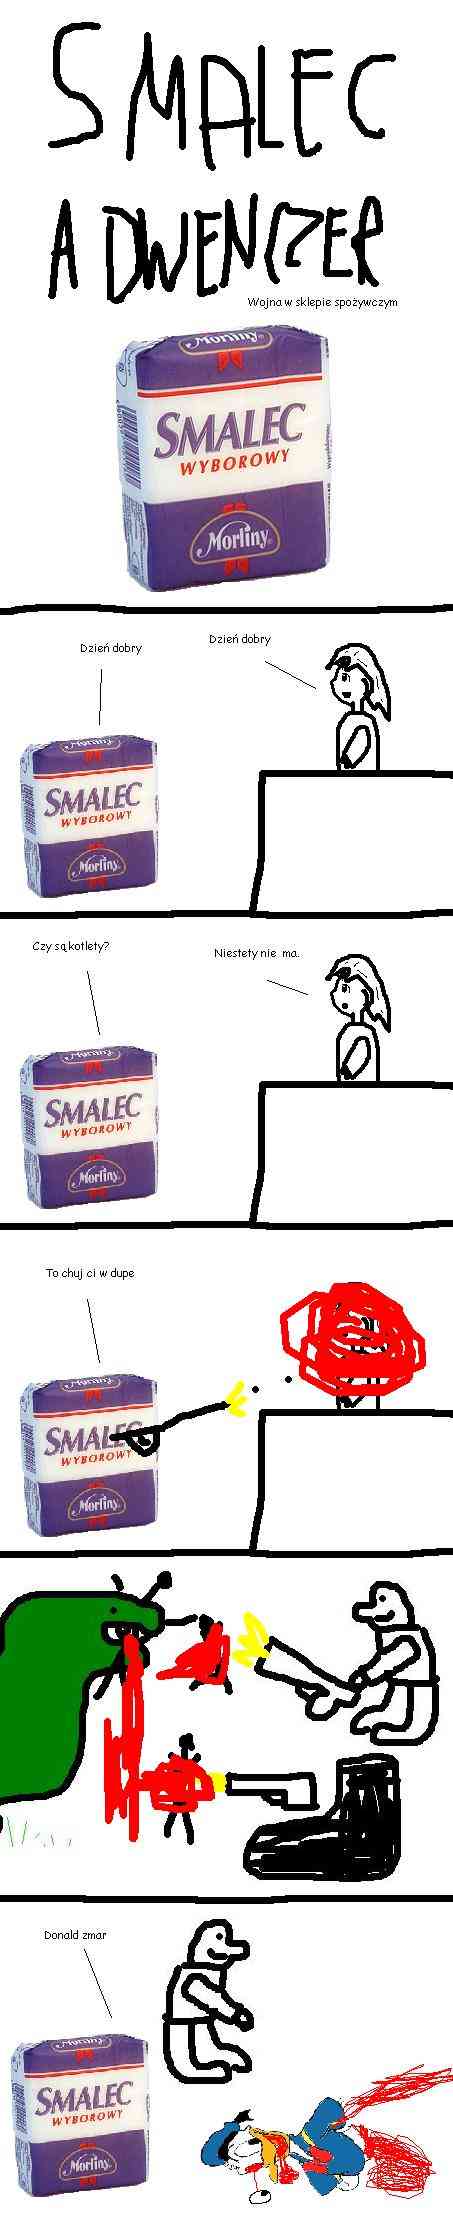 SMALEC
A DWENCZER
Wojna w sklepie spożywczym
Morliny
SMALEC
WYBOROWY
Morliny
Dzień dobry
Dzień dobry
Morliny
SMALEC
WYBOROWY
Morliny
Czy są kotlety?
Niestety nie ma.
Morliny
SMALEC
WYBOROWY
Morliny
To chuj ci w dupe
Morliny
SMALEC
WYBOROWY
Morliny
Donald zmar
Morliny
SMALEC
WYBOROWY
Morliny